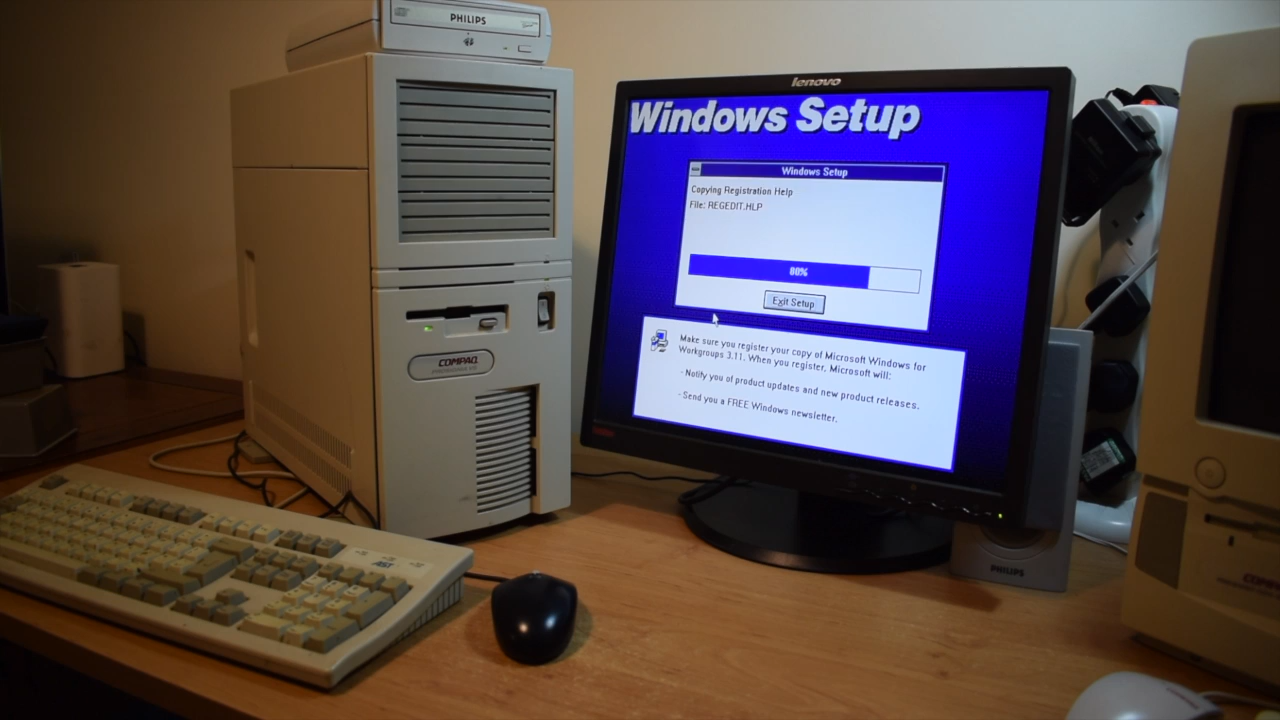 PHILIPS
lenovo
Windows Setup
Windows Setup
Copying Registration Help
File: REGEDIT.HLP
80%
Exit Setup
Make sure you register your copy of Microsoft Windows for
Workgroups 3.11. When you register, Microsoft will:
- Notify you of product updates and new product releases.
- Send you a FREE Windows newsletter.
COMPAQ
AST
PHILIPS